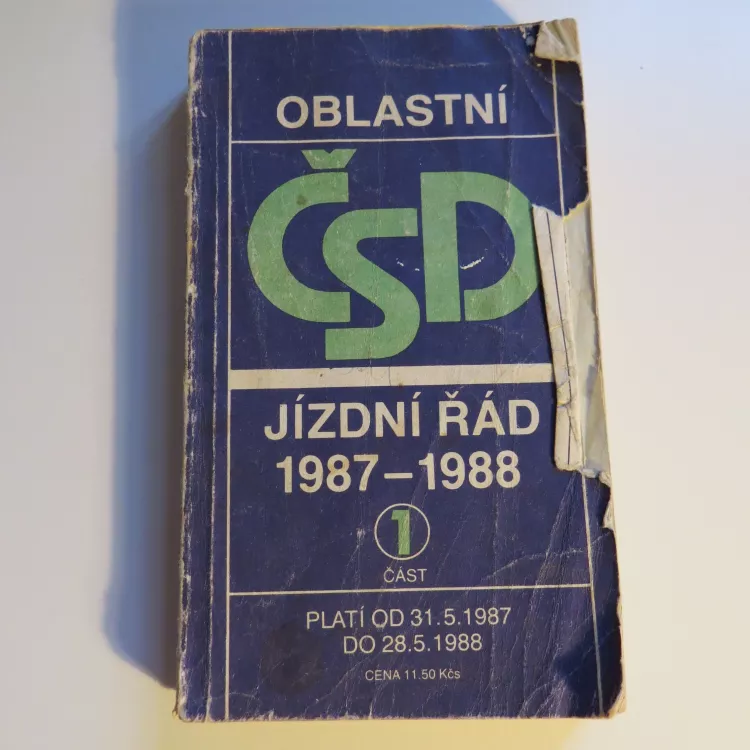 OBLASTNÍ
ČSD
JÍZDNÍ ŘÁD
1987–1988
1
ČÁST
PLATÍ OD 31.5.1987
DO 28.5.1988
CENA 11.50 Kčs